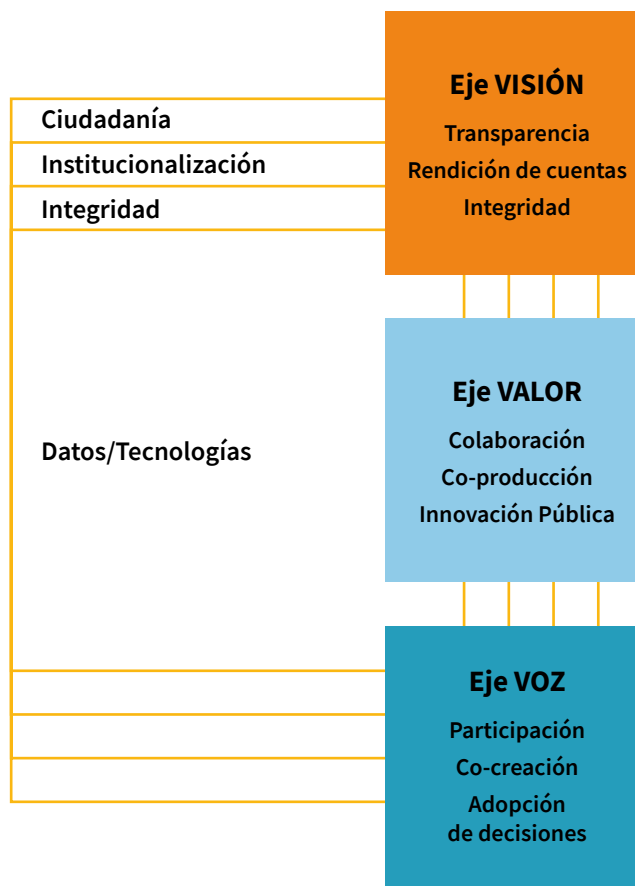 Ciudadanía
Institucionalización
Integridad
Datos/Tecnologías
Eje VISIÓN
Transparencia
Rendición de cuentas
Integridad
Eje VALOR
Colaboración
Co-producción
Innovación Pública
Eje VOZ
Participación
Co-creación
Adopción
de decisiones